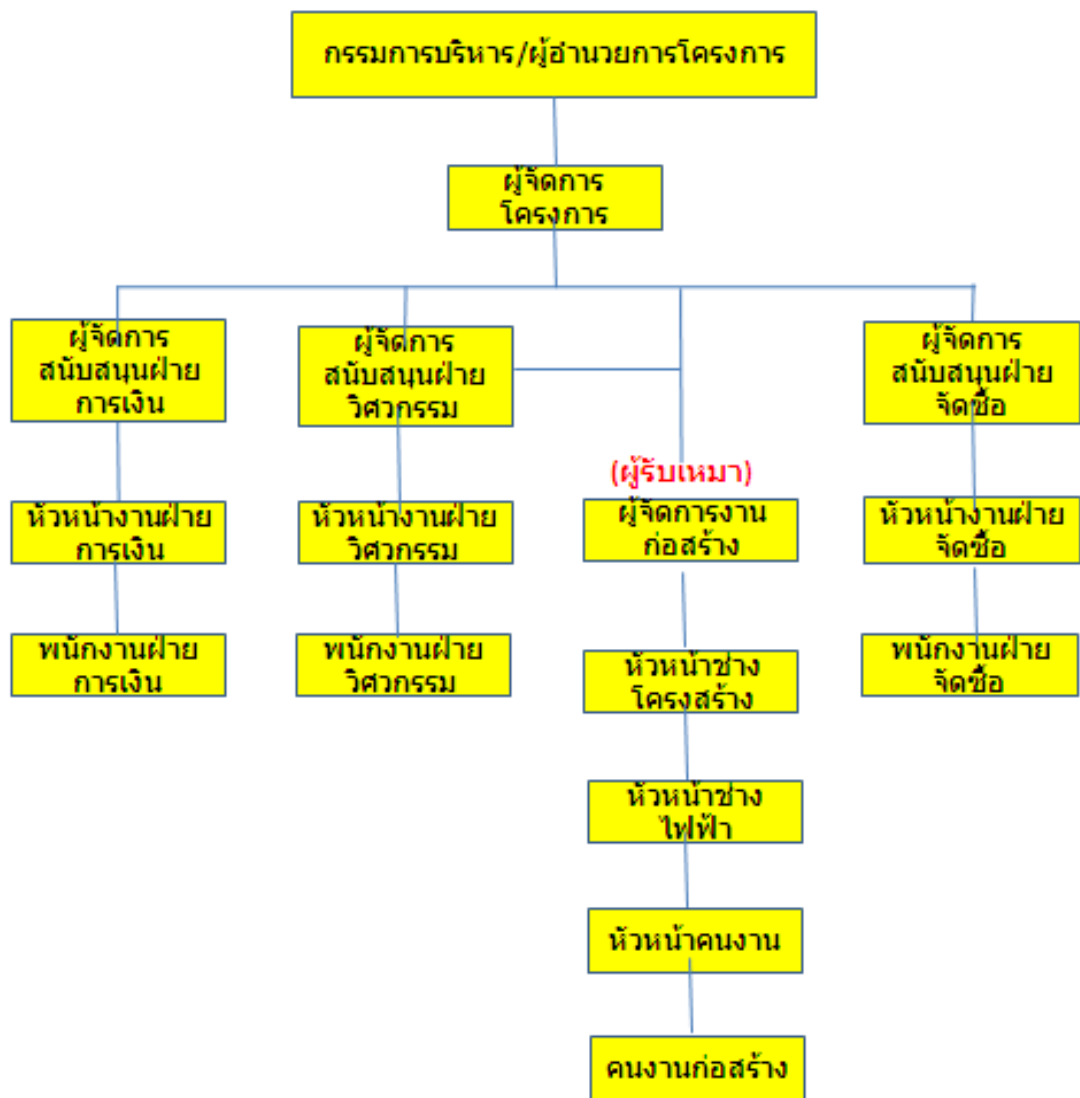 กรรมการบริหาร/ผู้อำนวยการโครงการ
ผู้จัดการ
โครงการ
ผู้จัดการ
สนับสนุนฝ่าย
การเงิน
ผู้จัดการ
สนับสนุนฝ่าย
วิศวกรรม
ผู้จัดการ
สนับสนุนฝ่าย
จัดซื้อ
(ผู้รับเหมา)
หัวหน้างานฝ่าย
การเงิน
หัวหน้างานฝ่าย
วิศวกรรม
ผู้จัดการงาน
ก่อสร้าง
หัวหน้างานฝ่าย
จัดซื้อ
พนักงานฝ่าย
การเงิน
พนักงานฝ่าย
วิศวกรรม
หัวหน้าช่าง
โครงสร้าง
พนักงานฝ่าย
จัดซื้อ
หัวหน้าช่าง
ไฟฟ้า
หัวหน้าคนงาน
คนงานก่อสร้าง